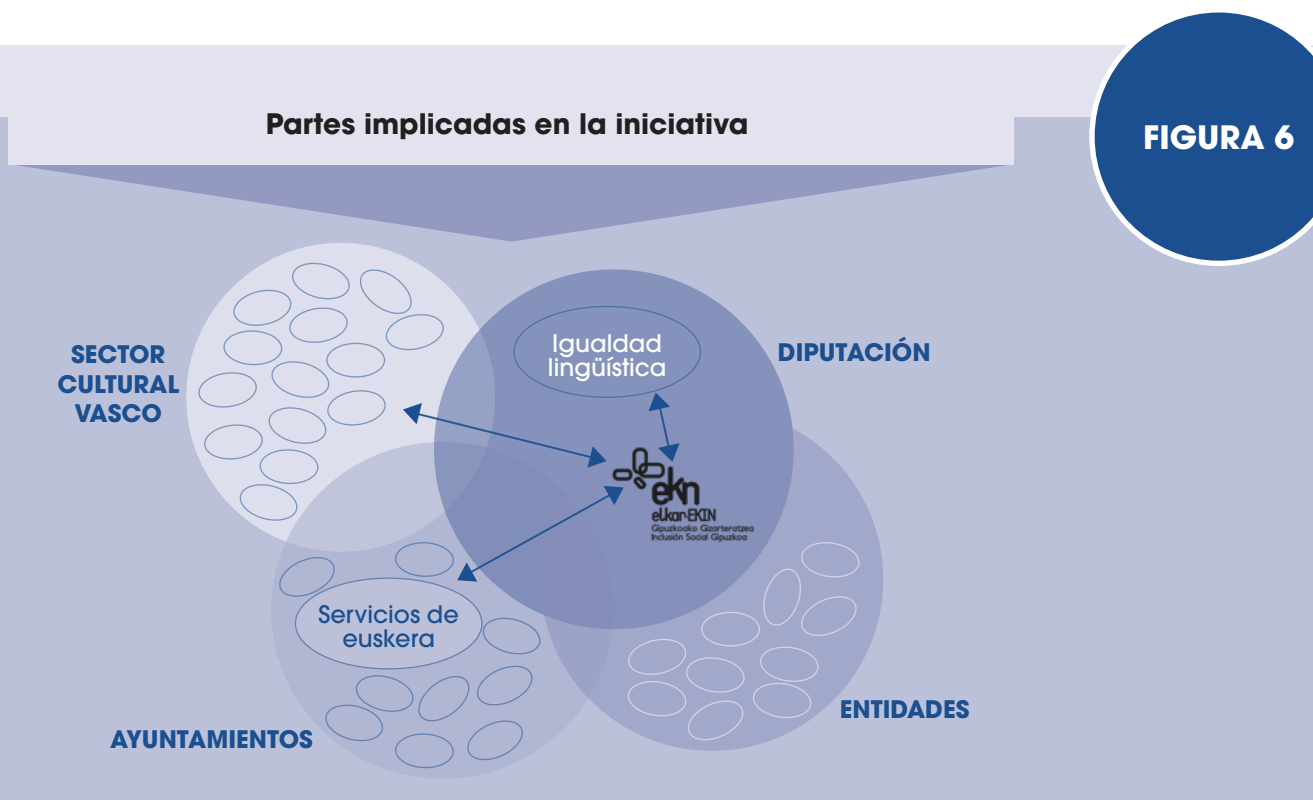 Partes implicadas en la iniciativa
FIGURA 6
SECTOR
CULTURAL
VASCO
Igualdad
lingüística
DIPUTACIÓN
ekn
elkar-EKIN
Gipuzkoako Gizarteratzea
Inclusión Social Gipuzkoa
Servicios de
euskera
AYUNTAMIENTOS
ENTIDADES